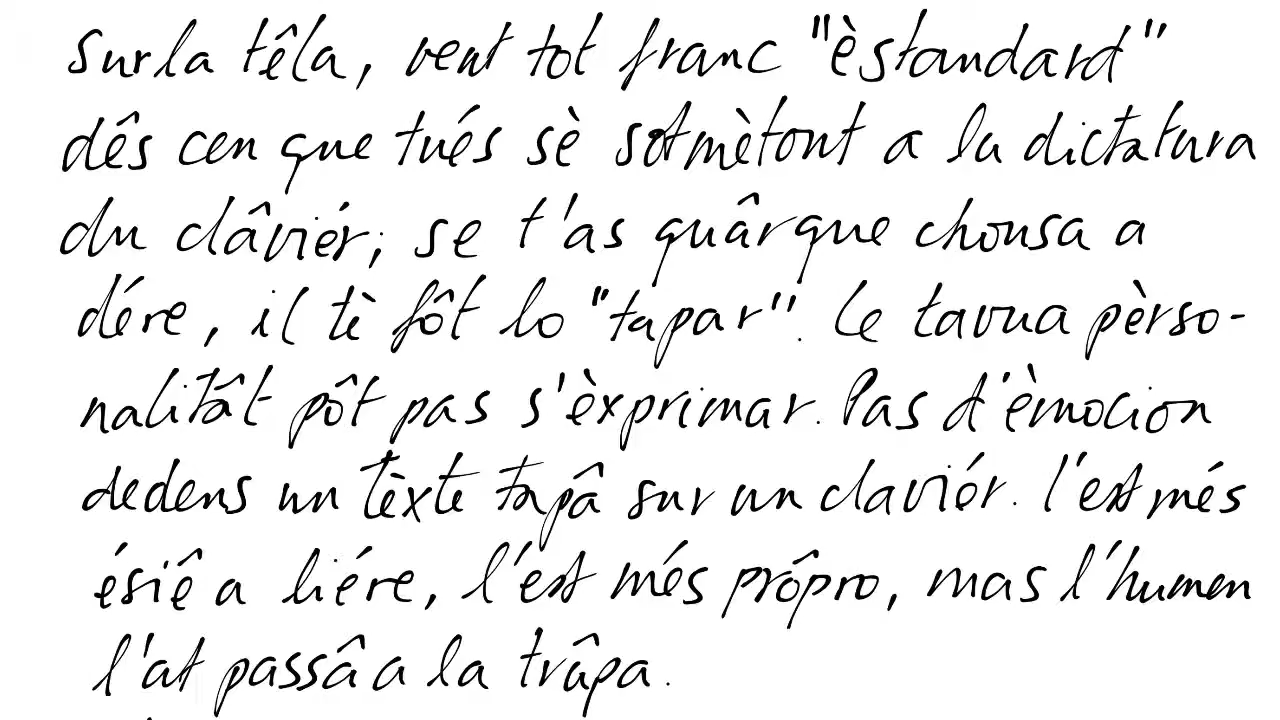 Sur la têla, vent tot franc "èstandard"
dês cen que tués sè sotmètont a la dictatura
du clâviér; se t'as quârque chousa a
dére, il tè fôt lo "tapar". Le tavua pèrso-
nalitât pôt pas s'èxprimar. Pas d'èmocion
dedens un tèxte tapâ sur un claviér. l'est més
ésiê a liére, l'est més prôpro, mas l'humen
l'at passâ a la trâpa.